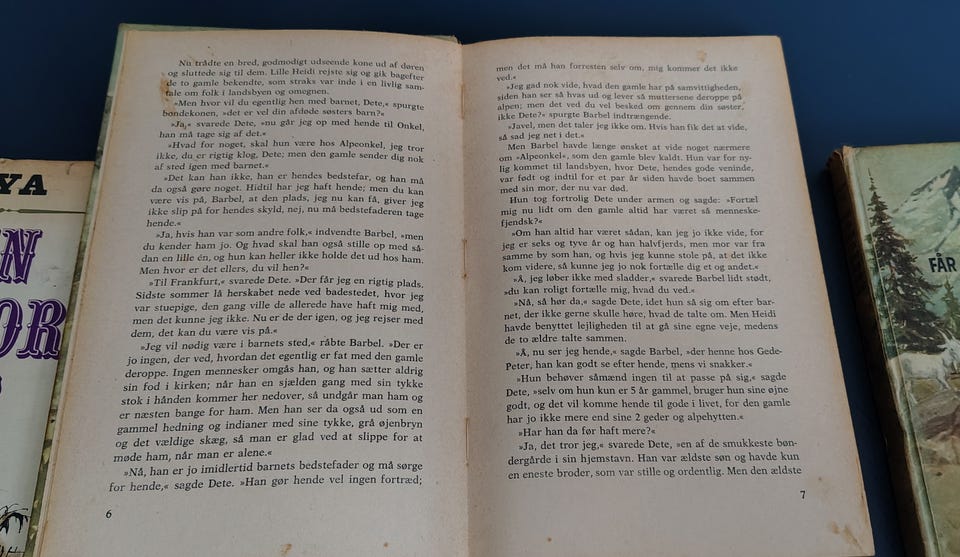 YA
N
OR
Nu trådte en bred, godmodigt udseende kone ud af døren
og sluttede sig til dem. Lille Heidi rejste sig og gik bagefter
de to gamle bekendte, som straks var inde i en livlig sam-
tale om folk i landsbyen og omegnen.
»Men hvor vil du egentlig hen med barnet, Dete,« spurgte
bondekonen, »det er vel din afdøde søsters barn?«
»Ja,« svarede Dete, »nu går jeg op med hende til Onkel,
han må tage sig af det.«
»Hvad for noget, skal hun være hos Alpeonkel, jeg tror
ikke, du er rigtig klog, Dete; men den gamle sender dig nok
af sted igen med barnet.«
»Det kan han ikke, han er hendes bedstefar, og han må
da også gøre noget. Hidtil har jeg haft hende; men du kan
være vis på, Barbel, at den plads, jeg nu kan få, giver jeg
ikke slip på for hendes skyld, nej, nu må bedstefaderen tage
hende.«
»Ja, hvis han var som andre folk,« indvendte Barbel, »men
du kender ham jo. Og hvad skal han også stille op med så-
dan en lille én, og hun kan heller ikke holde det ud hos ham.
Men hvor er det ellers, du vil hen?«
»Til Frankfurt,« svarede Dete. »Der får jeg en rigtig plads.
Sidste sommer lå herskabet nede ved badestedet, hvor jeg
var stuepige, den gang ville de allerede have haft mig med,
men det kunne jeg ikke. Nu er de der igen, og jeg rejser med
dem, det kan du være vis på.«
»Jeg vil nødig være i barnets sted,« råbte Barbel. »Der er
jo ingen, der ved, hvordan det egentlig er fat med den gamle
deroppe. Ingen mennesker omgås han, og han sætter aldrig
sin fod i kirken; når han en sjælden gang med sin tykke
stok i hånden kommer her nedover, så undgår man ham og
er næsten bange for ham. Men han ser da også ud som en
gammel hedning og indianer med sine tykke, grå øjenbryn
og det vældige skæg, så man er glad ved at slippe for at
møde ham, når man er alene.«
»Nå, han er jo imidlertid barnets bedstefader og må sørge
for hende,« sagde Dete. »Han gør hende vel ingen fortræd;
6
men det må han forresten selv om, mig kommer det ikke
ved.«
»Jeg gad nok vide, hvad den gamle har på samvittigheden,
siden han ser så hvas ud og lever så møttersene deroppe på
alpen; men det ved du vel besked om gennem din søster,
ikke Dete?« spurgte Barbel indtrængende.
»Javel, men det taler jeg ikke om. Hvis han fik det at vide,
så sad jeg net i det.«
Men Barbel havde længe ønsket at vide noget nærmere
om »Alpeonkel«, som den gamle blev kaldt. Hun var for ny-
lig kommet til landsbyen, hvor Dete, hendes gode veninde,
var født og indtil for et par år siden havde boet sammen
med sin mor, der nu var død.
Hun tog fortrolig Dete under armen og sagde: »Fortæl
mig nu lidt om den gamle altid har været så menneske-
fjendsk?«
»Om han altid har været sådan, kan jeg jo ikke vide, for
jeg er seks og tyve år og han halvfjerds, men mor var fra
samme by som han, og hvis jeg kunne stole på, at det ikke
kom videre, så kunne jeg jo nok fortælle dig et og andet.«
»Å, jeg løber ikke med sladder,« svarede Barbel lidt stødt,
»du kan roligt fortælle mig, hvad du ved.«
»Nå, så hør da,« sagde Dete, idet hun så sig om efter bar-
net, der ikke gerne skulle høre, hvad de talte om. Men Heidi
havde benyttet lejligheden til at gå sine egne veje, medens
de to ældre talte sammen.
»Å, nu ser jeg hende,« sagde Barbel, »der henne hos Gede-
Peter, han kan godt se efter hende, mens vi snakker.«
»Hun behøver såmænd ingen til at passe på sig,« sagde
Dete, »selv om hun kun er 5 år gammel, bruger hun sine øjne
godt, og det vil komme hende til gode i livet, for den gamle
har jo ikke mere end sine 2 geder og alpehytten.«
»Har han da før haft mere?«
»Ja, det tror jeg,« svarede Dete, »en af de smukkeste bøn-
dergårde i sin hjemstavn. Han var ældste søn og havde kun
en eneste broder, som var stille og ordentlig. Men den ældste
7
FÅR